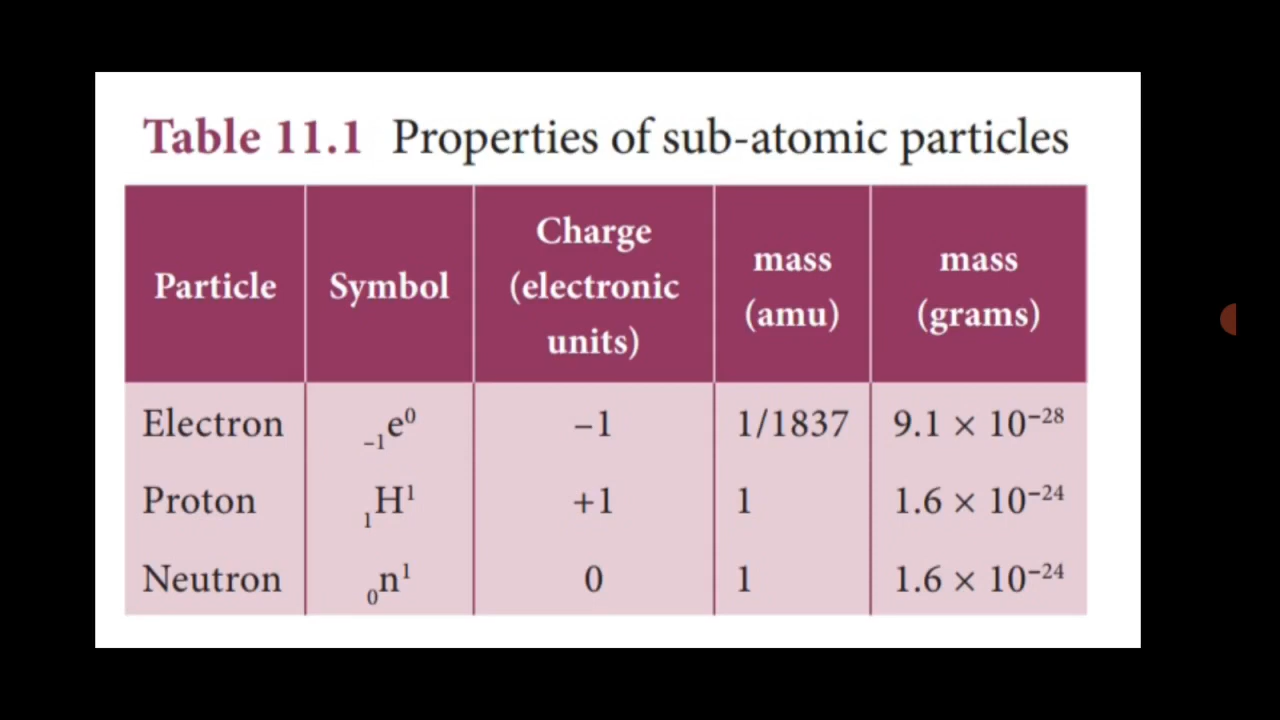 Table 11.1 Properties of sub-atomic particles
Particle Symbol Charge (electronic units) mass (amu) mass (grams)
Electron ₋₁e⁰ –1 1/1837 9.1 × 10⁻²⁸
Proton ₁H¹ +1 1 1.6 × 10⁻²⁴
Neutron ₀n¹ 0 1 1.6 × 10⁻²⁴